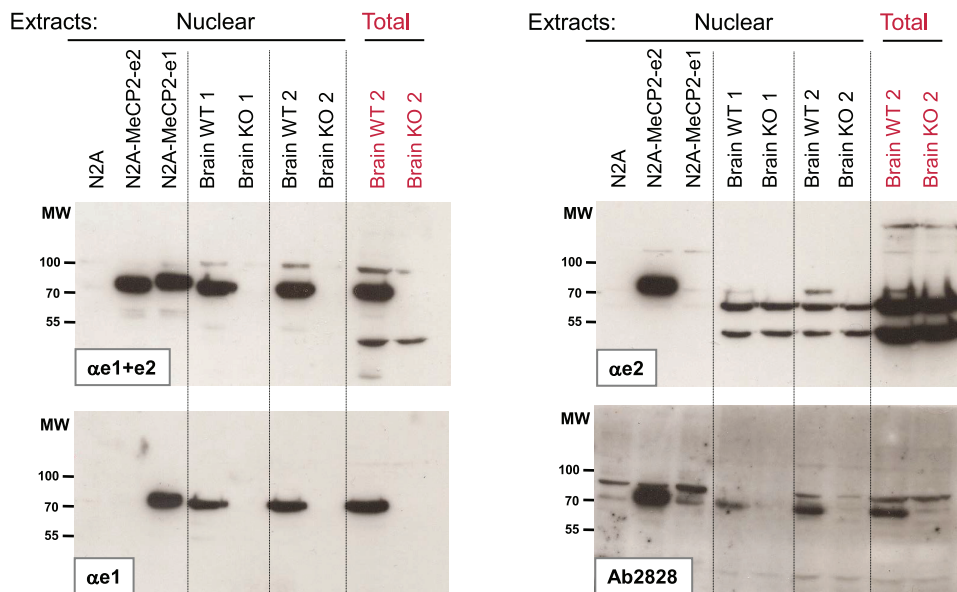 Extracts: Nuclear Total
N2A
N2A-MeCP2-e2
N2A-MeCP2-e1
Brain WT 1
Brain KO 1
Brain WT 2
Brain KO 2
Brain WT 2
Brain KO 2
MW
100
70
55
αe1+e2
MW
100
70
55
αe1
Extracts: Nuclear Total
N2A
N2A-MeCP2-e2
N2A-MeCP2-e1
Brain WT 1
Brain KO 1
Brain WT 2
Brain KO 2
Brain WT 2
Brain KO 2
MW
100
70
55
αe2
MW
100
70
55
Ab2828